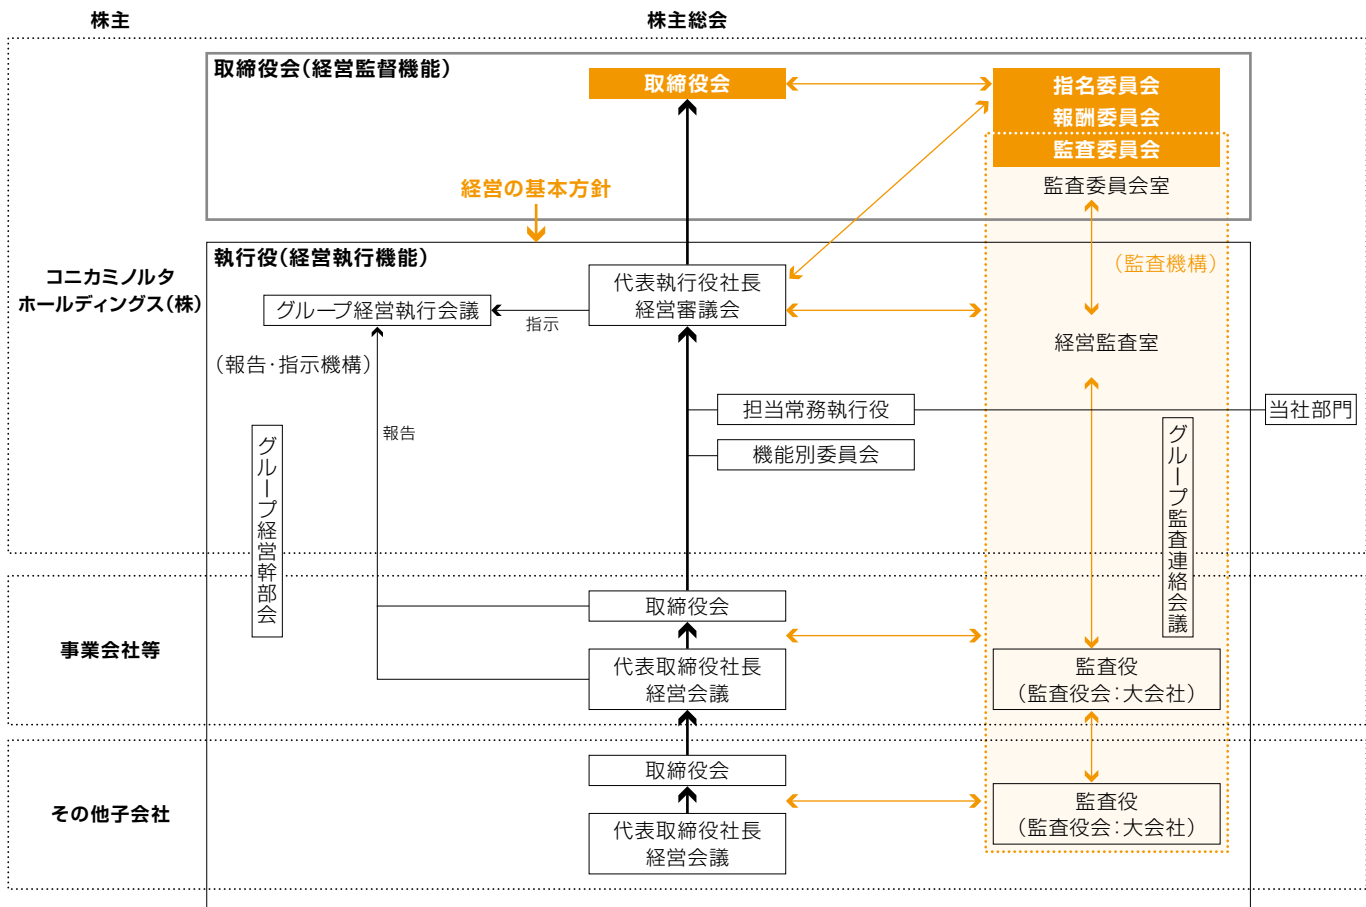 株主
株主総会
取締役会(経営監督機能)
取締役会
指名委員会
報酬委員会
監査委員会
監査委員会室
経営の基本方針
コニカミノルタ
ホールディングス(株)
執行役(経営執行機能)
(監査機構)
代表執行役社長
経営審議会
グループ経営執行会議
指示
経営監査室
(報告・指示機構)
担当常務執行役
当社部門
報告
機能別委員会
グループ経営幹部会
グループ監査連絡会議
事業会社等
取締役会
代表取締役社長
経営会議
監査役
(監査役会:大会社)
その他子会社
取締役会
代表取締役社長
経営会議
監査役
(監査役会:大会社)